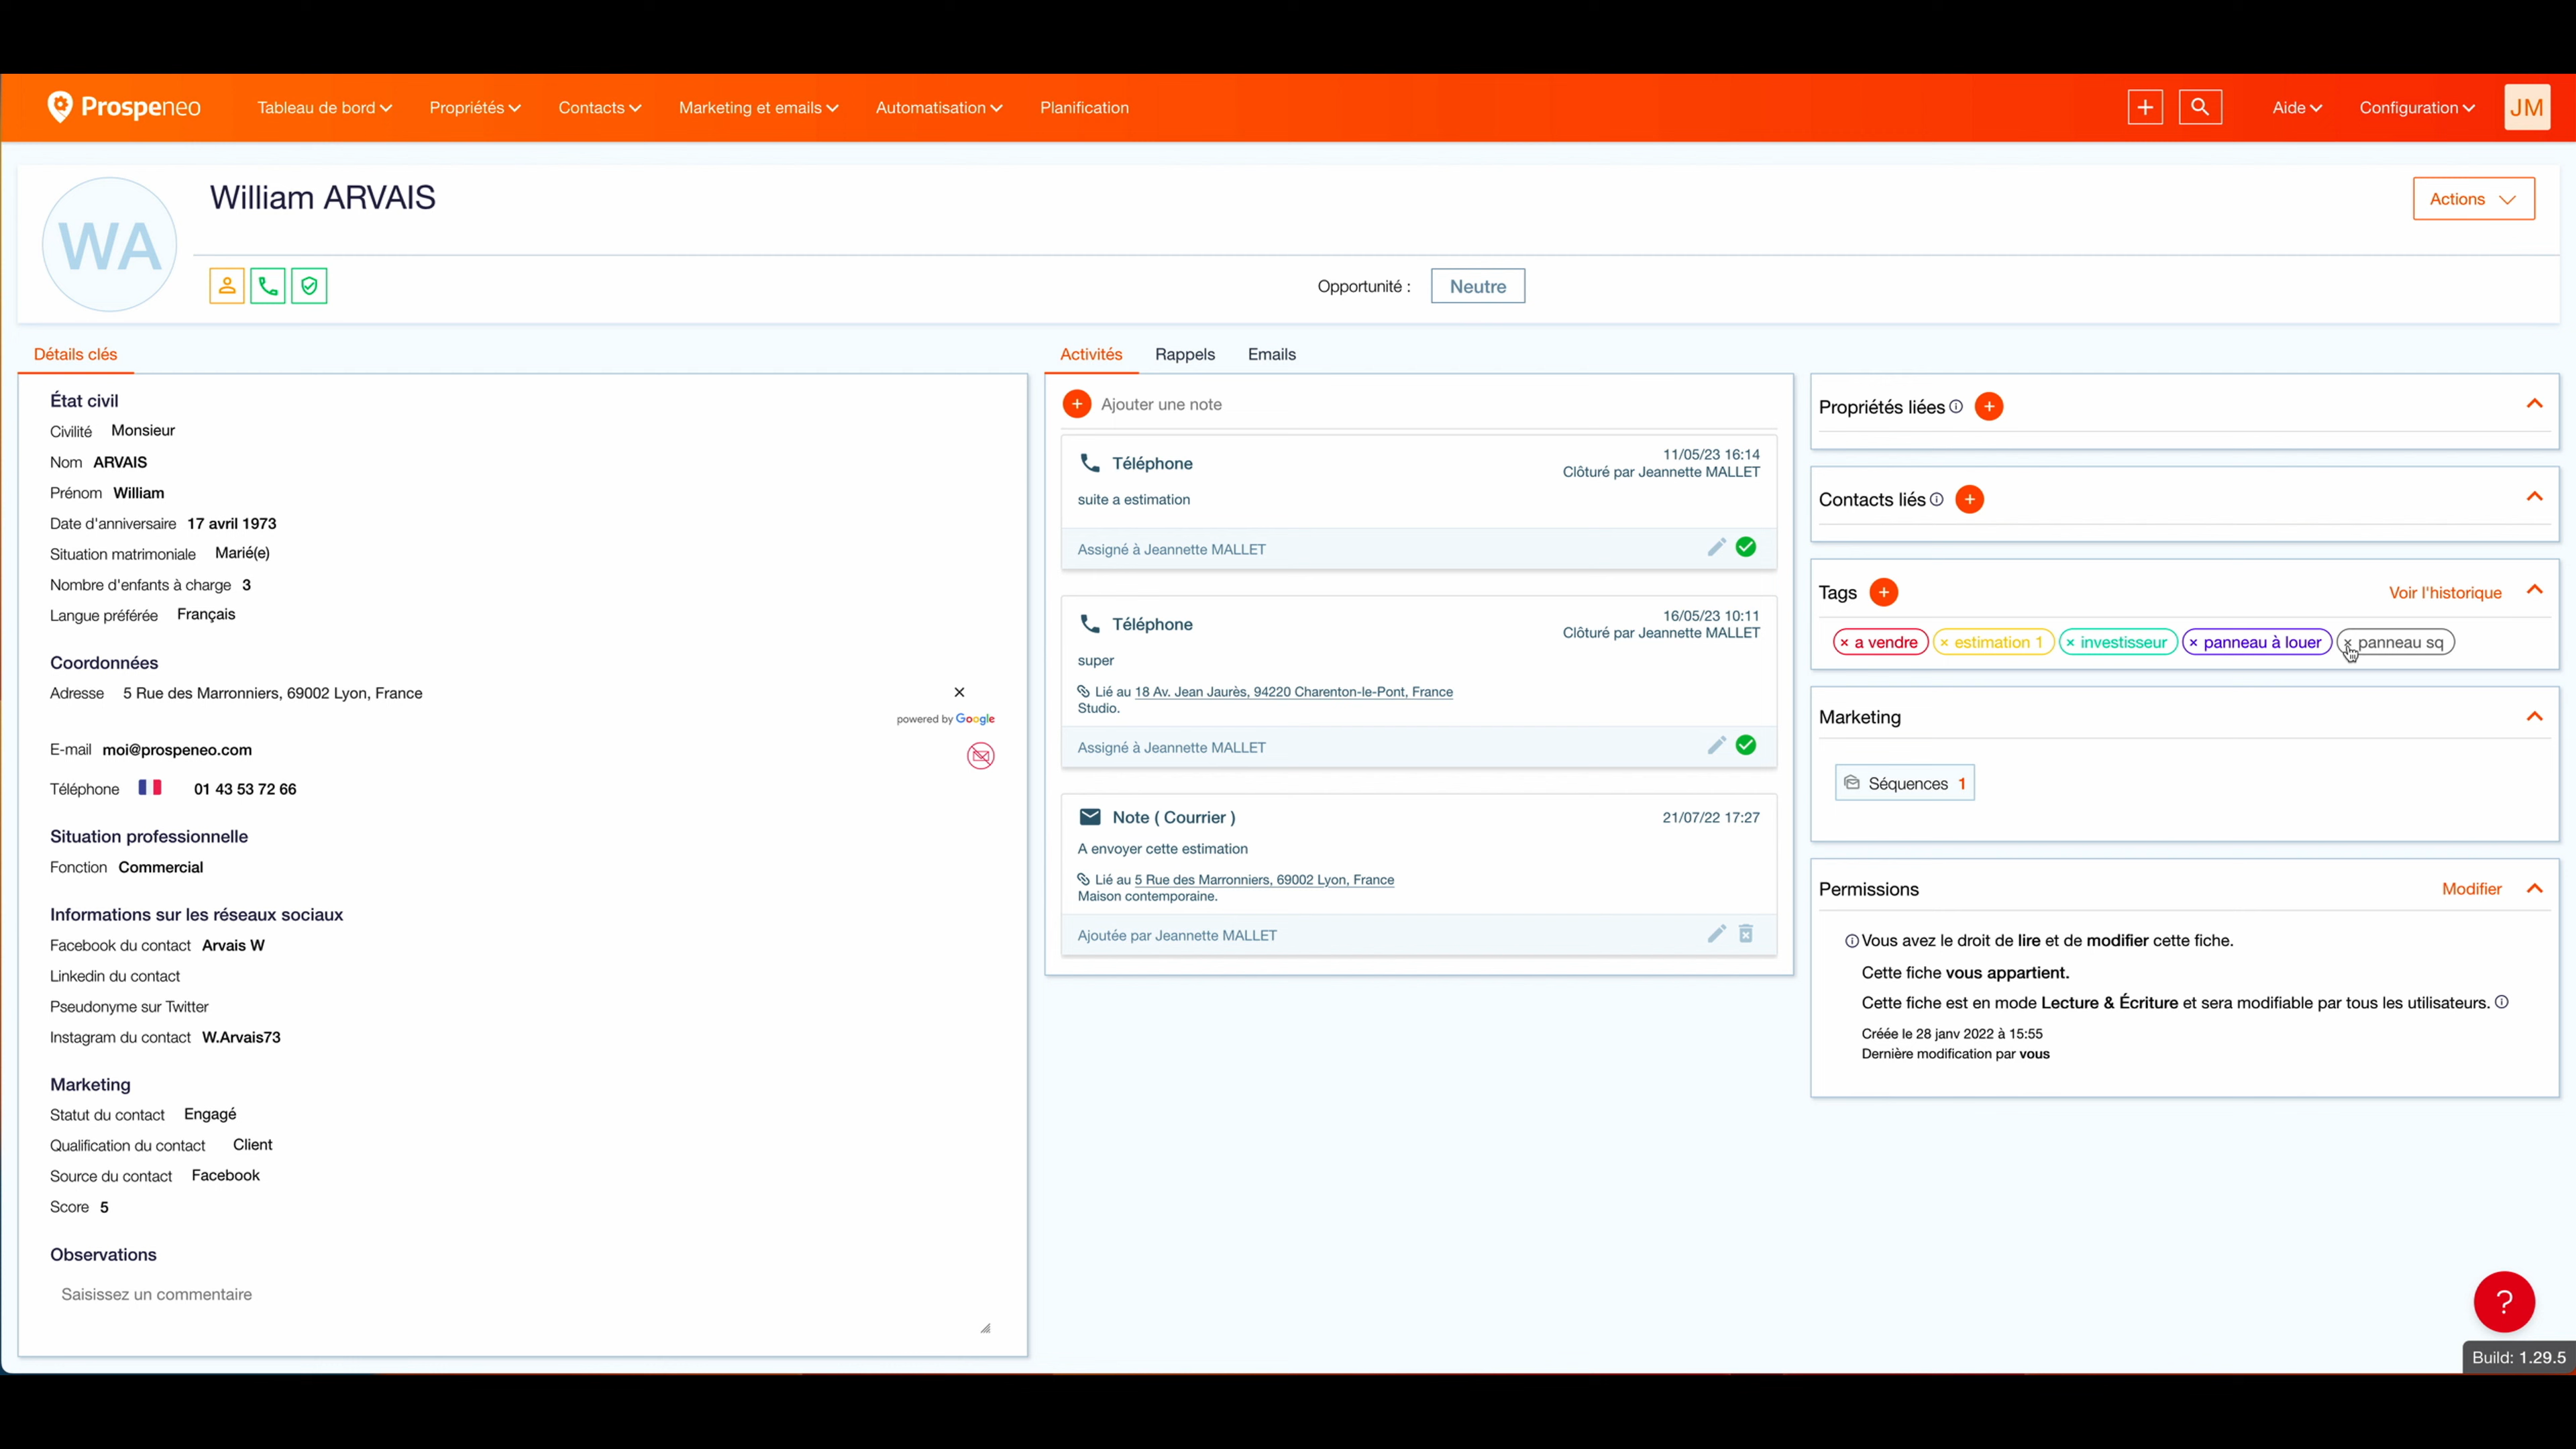 Prospeneo
Tableau de bord
Propriétés
Contacts
Marketing et emails
Automatisation
Planification
Aide
Configuration
JM
WA
William ARVAIS
Actions
Opportunité :
Neutre
Détails clés
État civil
Civilité Monsieur
Nom ARVAIS
Prénom William
Date d'anniversaire 17 avril 1973
Situation matrimoniale Marié(e)
Nombre d'enfants à charge 3
Langue préférée Français
Coordonnées
Adresse 5 Rue des Marronniers, 69002 Lyon, France
powered by Google
E-mail moi@prospeneo.com
Téléphone 01 43 53 72 66
Situation professionnelle
Fonction Commercial
Informations sur les réseaux sociaux
Facebook du contact Arvais W
Linkedin du contact
Pseudonyme sur Twitter
Instagram du contact W.Arvais73
Marketing
Statut du contact Engagé
Qualification du contact Client
Source du contact Facebook
Score 5
Observations
Saisissez un commentaire
Activités
Rappels
Emails
Ajouter une note
Téléphone
11/05/23 16:14
Clôturé par Jeannette MALLET
suite a estimation
Assigné à Jeannette MALLET
Téléphone
16/05/23 10:11
Clôturé par Jeannette MALLET
super
Lié au 18 Av. Jean Jaurès, 94220 Charenton-le-Pont, France
Studio.
Assigné à Jeannette MALLET
Note ( Courrier )
21/07/22 17:27
A envoyer cette estimation
Lié au 5 Rue des Marronniers, 69002 Lyon, France
Maison contemporaine.
Ajoutée par Jeannette MALLET
Propriétés liées
Contacts liés
Tags
Voir l'historique
× a vendre
× estimation 1
× investisseur
× panneau à louer
× panneau sq
Marketing
Séquences 1
Permissions
Modifier
Vous avez le droit de lire et de modifier cette fiche.
Cette fiche vous appartient.
Cette fiche est en mode Lecture & Écriture et sera modifiable par tous les utilisateurs.
Créée le 28 janv 2022 à 15:55
Dernière modification par vous
?
Build: 1.29.5